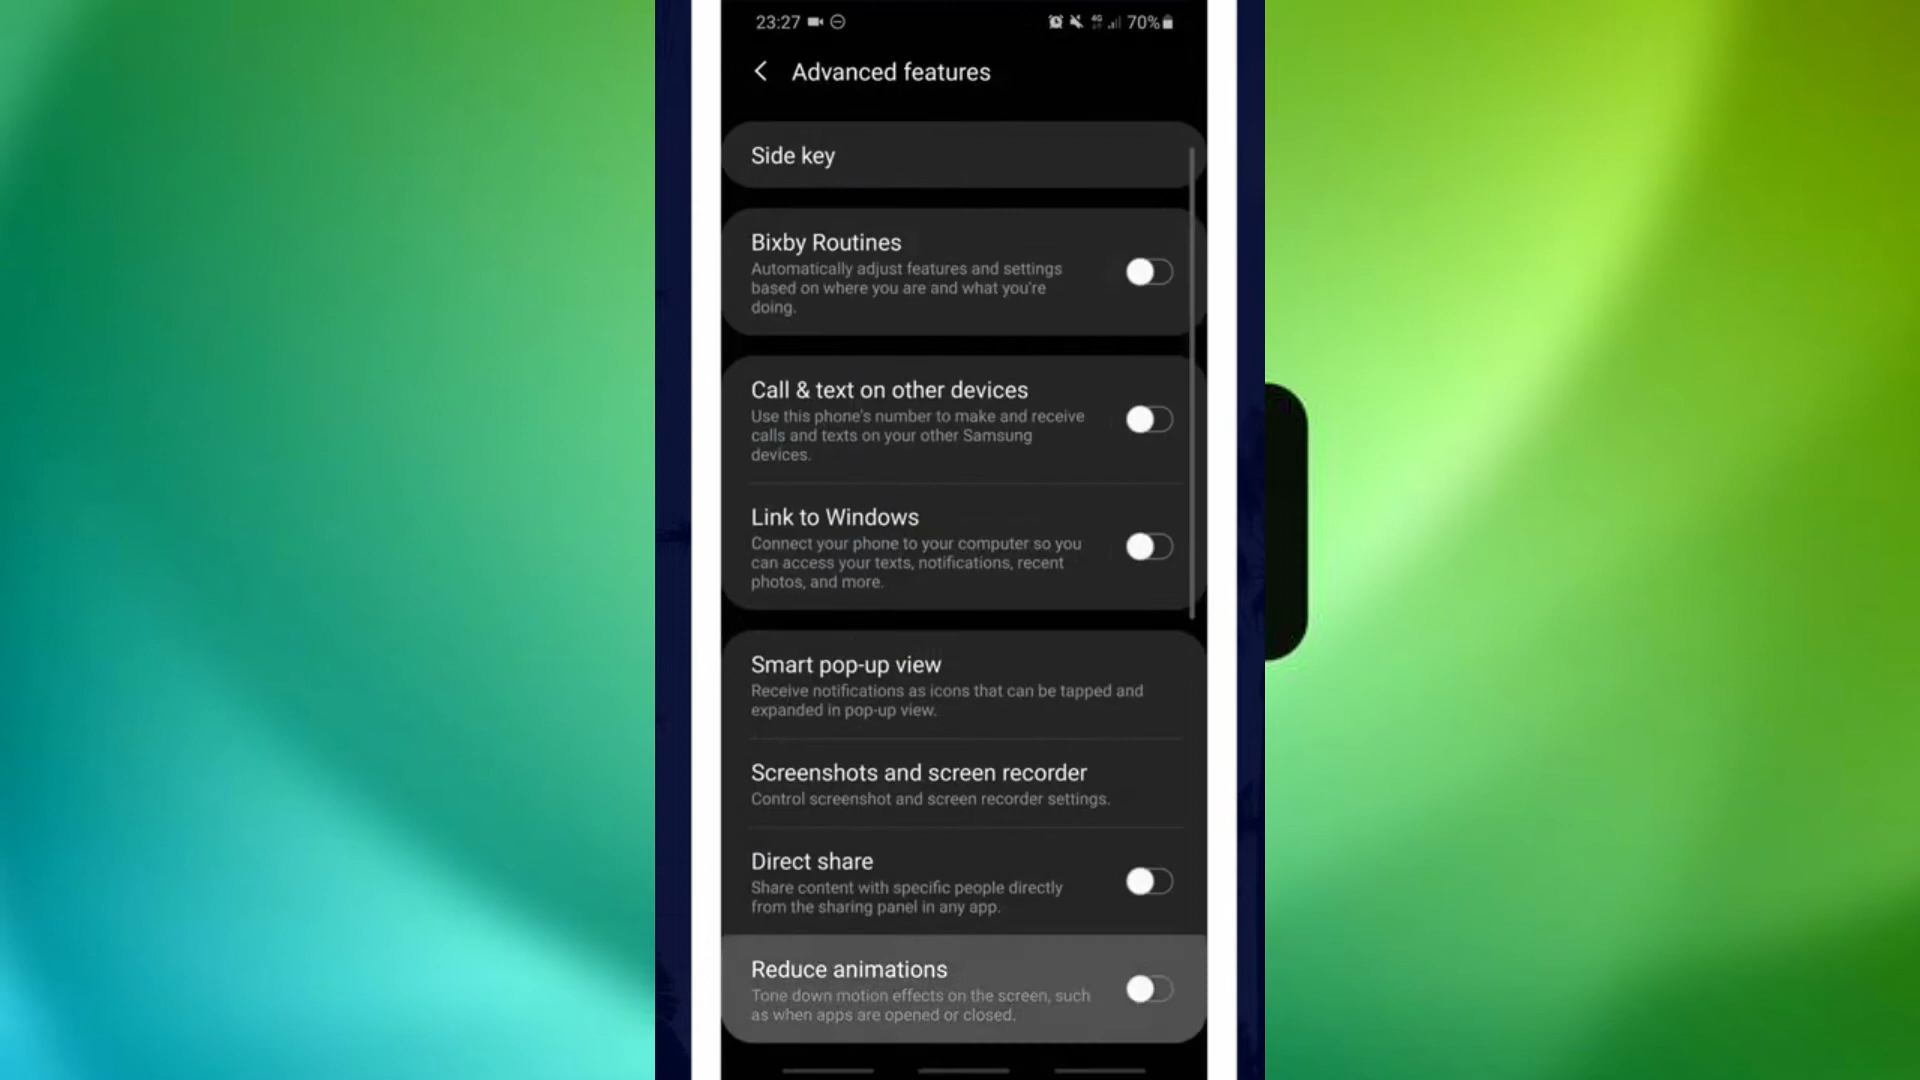 23:27
4G 70%
Advanced features
Side key
Bixby Routines
Automatically adjust features and settings
based on where you are and what you're
doing.
Call & text on other devices
Use this phone's number to make and receive
calls and texts on your other Samsung
devices.
Link to Windows
Connect your phone to your computer so you
can access your texts, notifications, recent
photos, and more.
Smart pop-up view
Receive notifications as icons that can be tapped and
expanded in pop-up view.
Screenshots and screen recorder
Control screenshot and screen recorder settings.
Direct share
Share content with specific people directly
from the sharing panel in any app.
Reduce animations
Tone down motion effects on the screen, such
as when apps are opened or closed.